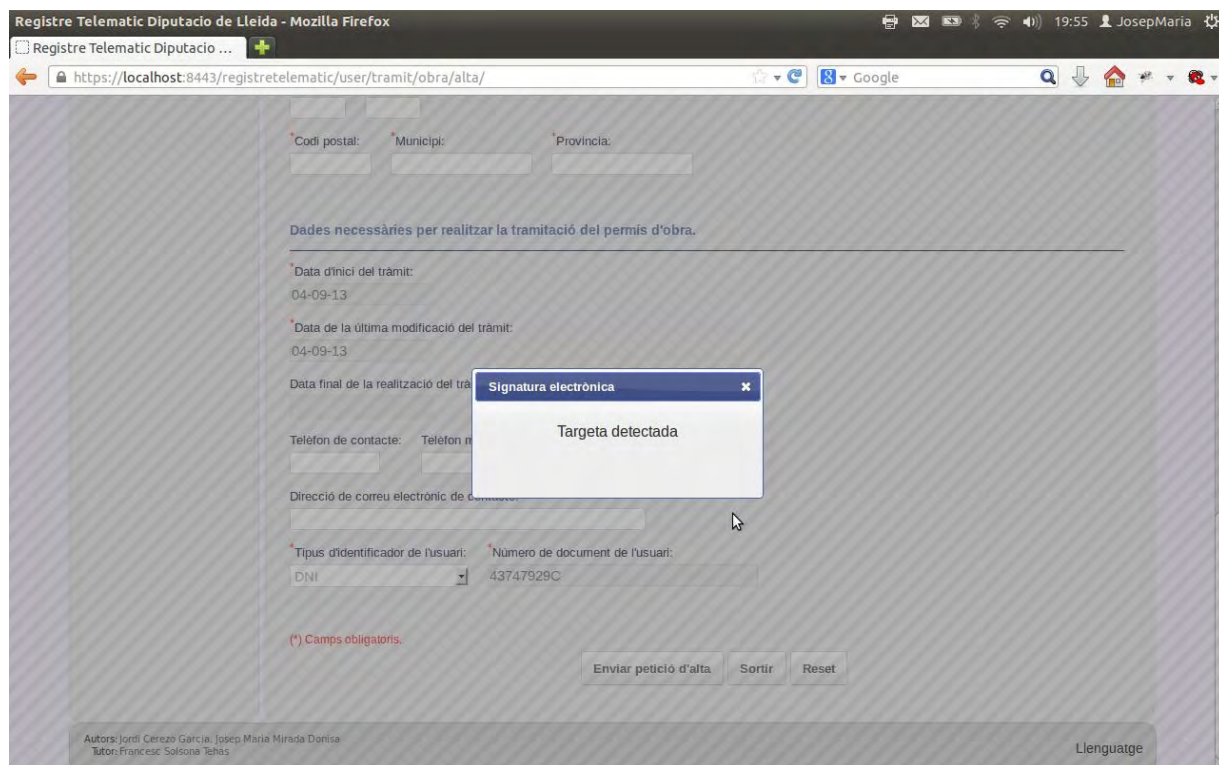 Registre Telematic Diputacio de Lleida - Mozilla Firefox 19:55 JosepMaria
Registre Telematic Diputacio ...
https://localhost:8443/registretelematic/user/tramit/obra/alta/ Google
*Codi postal: *Municipi: *Provincia:
Dades necessàries per realitzar la tramitació del permis d'obra.
*Data d'inici del tràmit:
04-09-13
*Data de la última modificació del tràmit:
04-09-13
Data final de la realització del trà
Signatura electrònica
Targeta detectada
Telèfon de contacte: Telèfon m
Direcció de correu electrònic de contacte:
*Tipus d'identificador de l'usuari: *Número de document de l'usuari:
DNI 43747929C
(*) Camps obligatoris.
Enviar petició d'alta Sortir Reset
Autors: Jordi Cerezo Garcia, Josep Maria Mirada Donisa
Tutor: Francesc Solsona Tehas
Llenguatge